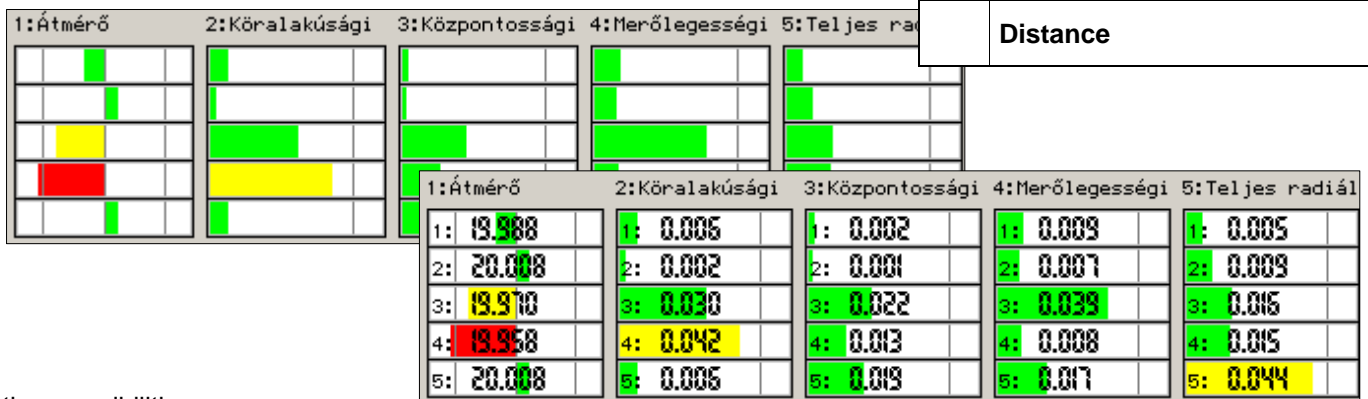 1:Átmérő 2:Köralakúsági 3:Központossági 4:Merőlegességi 5:Teljes
Distance
1:Átmérő 2:Köralakúsági 3:Központossági 4:Merőlegességi 5:Teljes radiál
1: 19.988 1: 0.006 1: 0.002 1: 0.009 1: 0.005
2: 20.008 2: 0.002 2: 0.001 2: 0.007 2: 0.009
3: 19.970 3: 0.030 3: 0.022 3: 0.039 3: 0.016
4: 19.958 4: 0.042 4: 0.013 4: 0.008 4: 0.015
5: 20.008 5: 0.006 5: 0.019 5: 0.017 5: 0.044